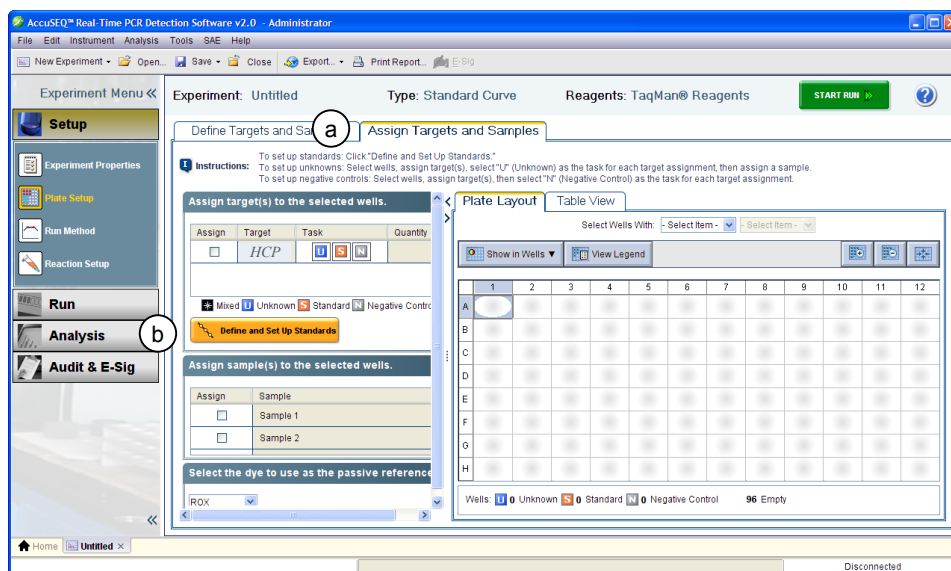 AccuSEQ™ Real-Time PCR Detection Software v2.0 - Administrator
File Edit Instrument Analysis Tools SAE Help
New Experiment Open... Save Close Export... Print Report... E-Sig
Experiment Menu «
Experiment: Untitled Type: Standard Curve Reagents: TaqMan® Reagents START RUN ?
Setup
Define Targets and Sa a Assign Targets and Samples
Instructions: To set up standards: Click "Define and Set Up Standards."
To set up unknowns: Select wells, assign target(s), select "U" (Unknown) as the task for each target assignment, then assign a sample.
To set up negative controls: Select wells, assign target(s), then select "N" (Negative Control) as the task for each target assignment.
Experiment Properties
Plate Setup
Run Method
Reaction Setup
Run
Analysis b
Audit & E-Sig
Assign target(s) to the selected wells.
Assign Target Task Quantity
HCP U S N
Mixed U Unknown S Standard N Negative Contro
Define and Set Up Standards
Assign sample(s) to the selected wells.
Assign Sample
Sample 1
Sample 2
Select the dye to use as the passive reference
ROX
Plate Layout Table View
Select Wells With: - Select Item - - Select Item -
Show in Wells ▼ View Legend
1 2 3 4 5 6 7 8 9 10 11 12
A
B
C
D
E
F
G
H
Wells: U 0 Unknown S 0 Standard N 0 Negative Control 96 Empty
«
Home Untitled ×
Disconnected